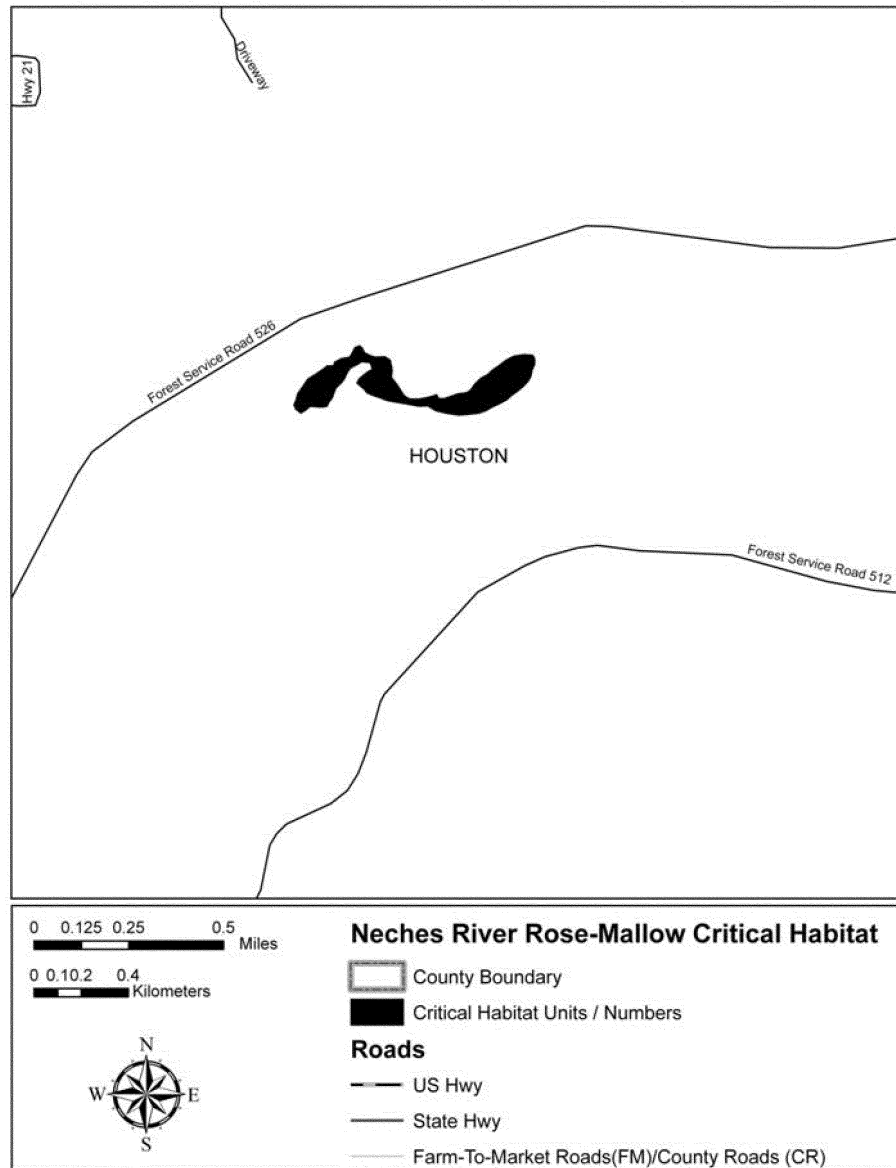 Driveway
Hwy 21
Forest Service Road 526
HOUSTON
Forest Service Road 512
0 0.125 0.25 0.5
Miles
0 0.10.2 0.4
Kilometers
N
W E
S
Neches River Rose-Mallow Critical Habitat
County Boundary
Critical Habitat Units / Numbers
Roads
US Hwy
State Hwy
Farm-To-Market Roads(FM)/County Roads (CR)